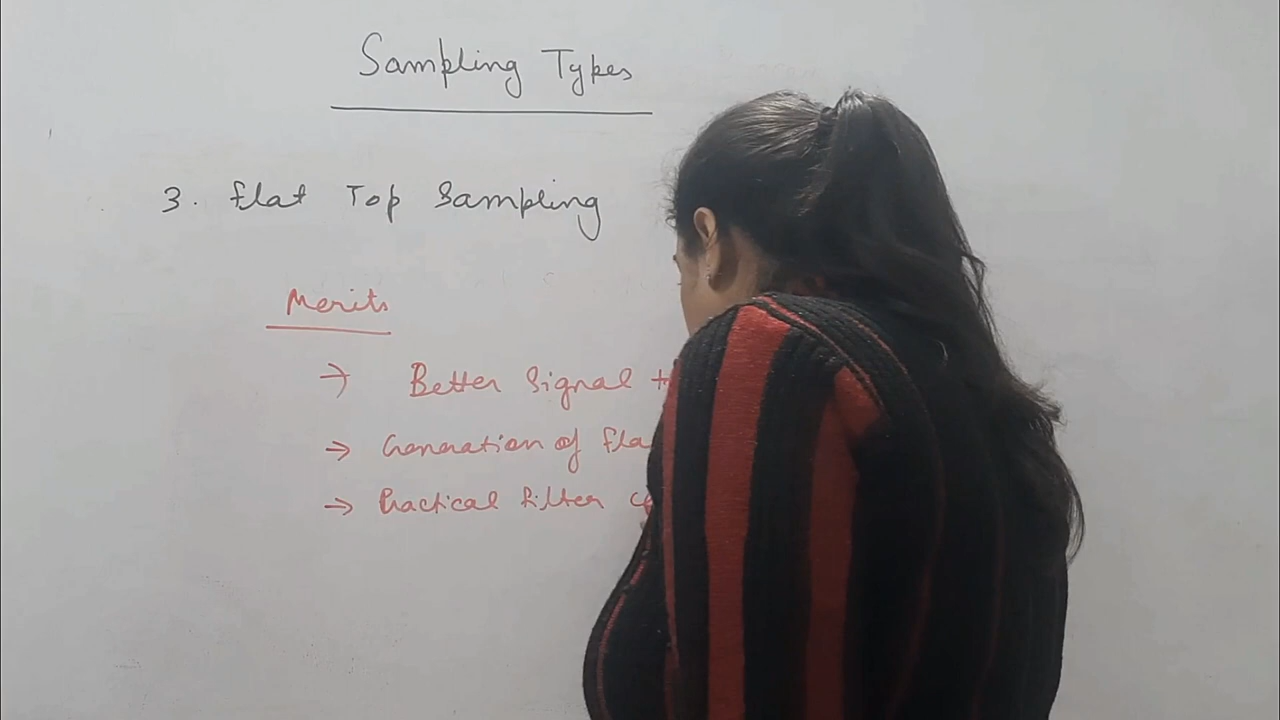 Sampling Types
3. Flat Top Sampling
Merits
→ Better Signal
→ Generation of
→ Practical filter